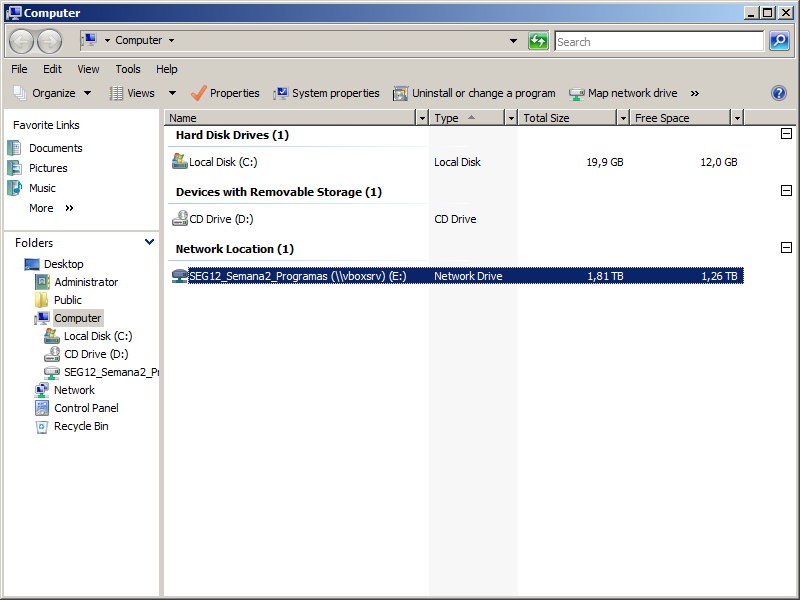 Computer
Computer
Search
File Edit View Tools Help
Organize Views Properties System properties Uninstall or change a program Map network drive »
Favorite Links
Documents
Pictures
Music
More »
Folders
Desktop
Administrator
Public
Computer
Local Disk (C:)
CD Drive (D:)
SEG12_Semana2_Pr
Network
Control Panel
Recycle Bin
Name Type Total Size Free Space
Hard Disk Drives (1)
Local Disk (C:) Local Disk 19,9 GB 12,0 GB
Devices with Removable Storage (1)
CD Drive (D:) CD Drive
Network Location (1)
SEG12_Semana2_Programas (\\vboxsrv) (E:) Network Drive 1,81 TB 1,26 TB